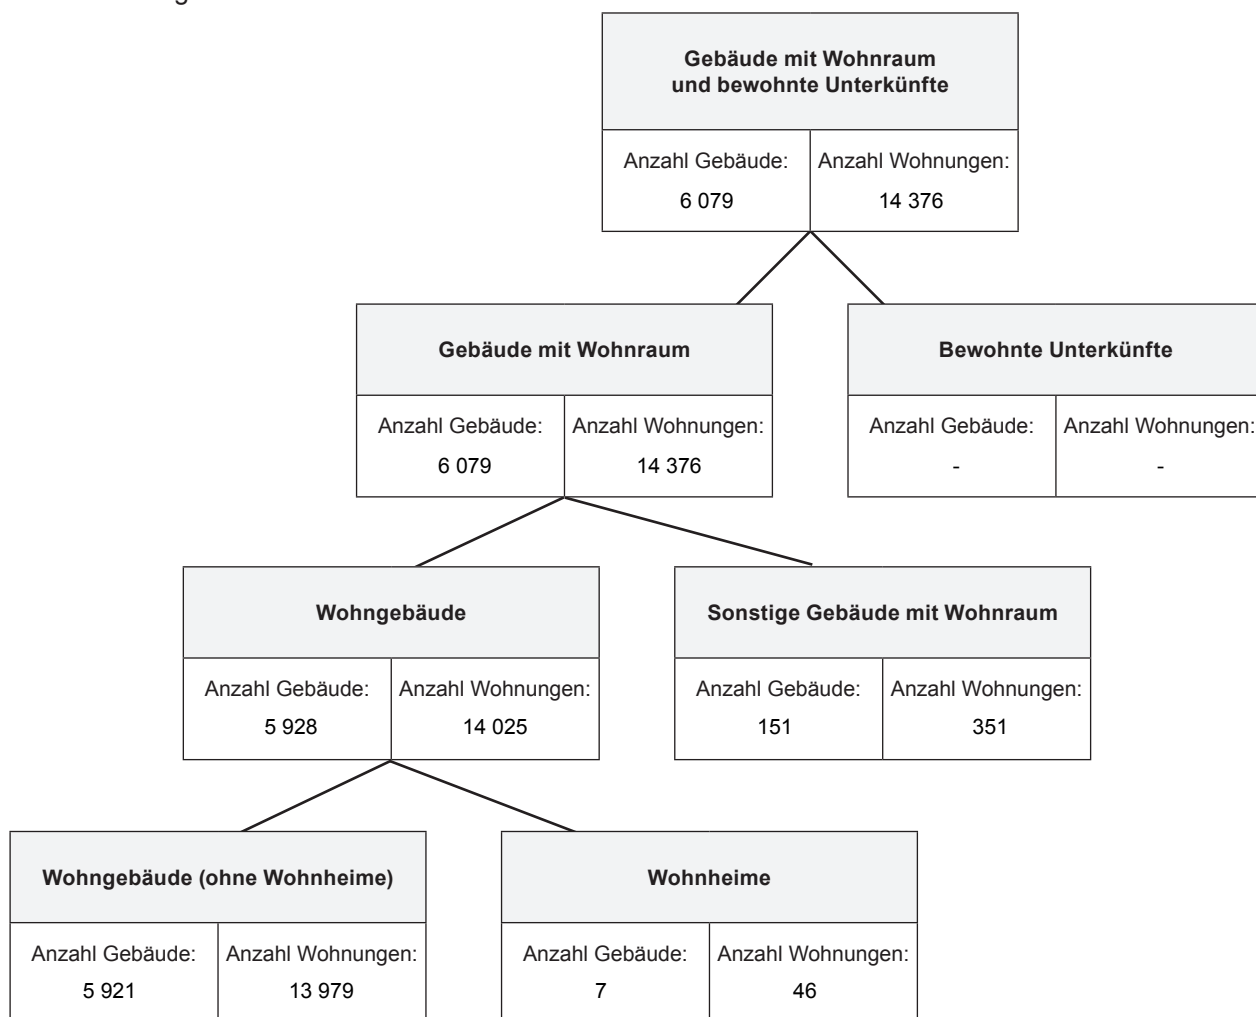 Gebäude mit Wohnraum
und bewohnte Unterkünfte
Anzahl Gebäude:
6 079
Anzahl Wohnungen:
14 376
Gebäude mit Wohnraum
Anzahl Gebäude:
6 079
Anzahl Wohnungen:
14 376
Bewohnte Unterkünfte
Anzahl Gebäude:
-
Anzahl Wohnungen:
-
Wohngebäude
Anzahl Gebäude:
5 928
Anzahl Wohnungen:
14 025
Sonstige Gebäude mit Wohnraum
Anzahl Gebäude:
151
Anzahl Wohnungen:
351
Wohngebäude (ohne Wohnheime)
Anzahl Gebäude:
5 921
Anzahl Wohnungen:
13 979
Wohnheime
Anzahl Gebäude:
7
Anzahl Wohnungen:
46